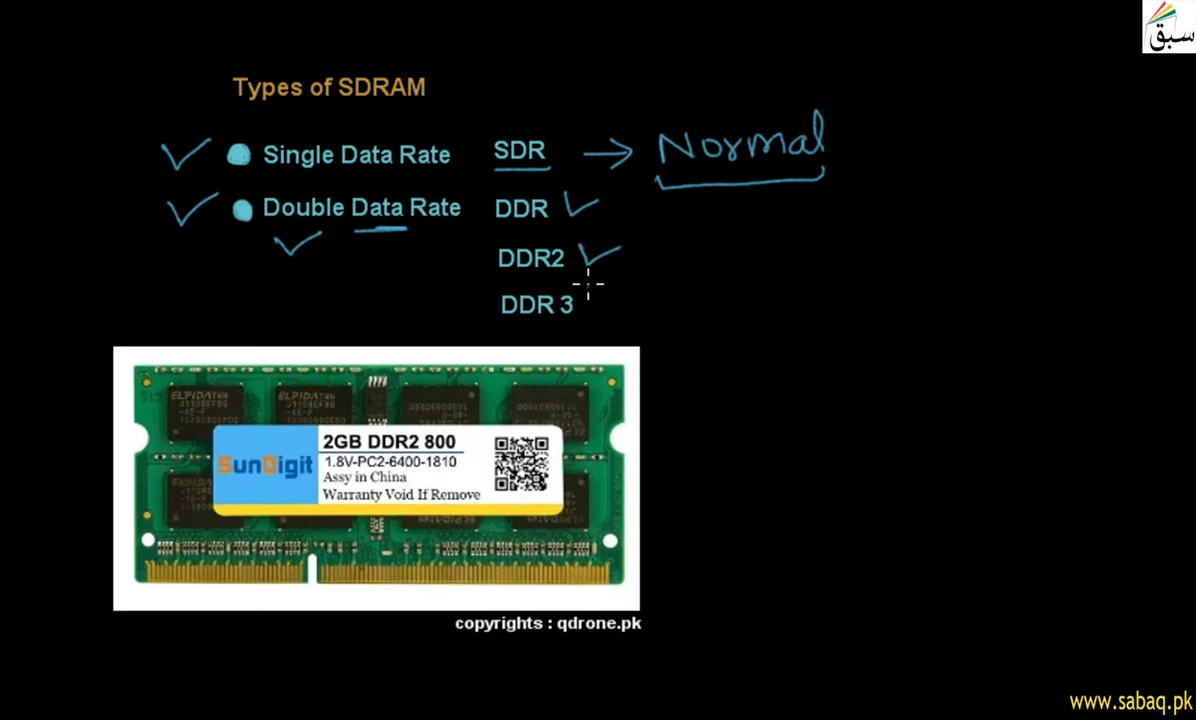 سبق
Types of SDRAM
Single Data Rate SDR → Normal
Double Data Rate DDR
DDR2
DDR 3
ELPIDA
ELPIDA
SunDigit
2GB DDR2 800
1.8V-PC2-6400-1810
Assy in China
Warranty Void If Remove
copyrights : qdrone.pk
www.sabaq.pk